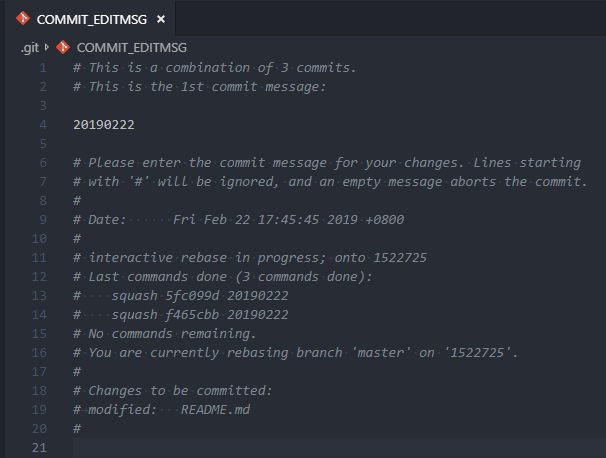 COMMIT_EDITMSG ×
.git COMMIT_EDITMSG
1 # This is a combination of 3 commits.
2 # This is the 1st commit message:
3
4 20190222
5
6 # Please enter the commit message for your changes. Lines starting
7 # with '#' will be ignored, and an empty message aborts the commit.
8 #
9 # Date:      Fri Feb 22 17:45:45 2019 +0800
10 #
11 # interactive rebase in progress; onto 1522725
12 # Last commands done (3 commands done):
13 #    squash 5fc099d 20190222
14 #    squash f465cbb 20190222
15 # No commands remaining.
16 # You are currently rebasing branch 'master' on '1522725'.
17 #
18 # Changes to be committed:
19 # modified:   README.md
20 #
21